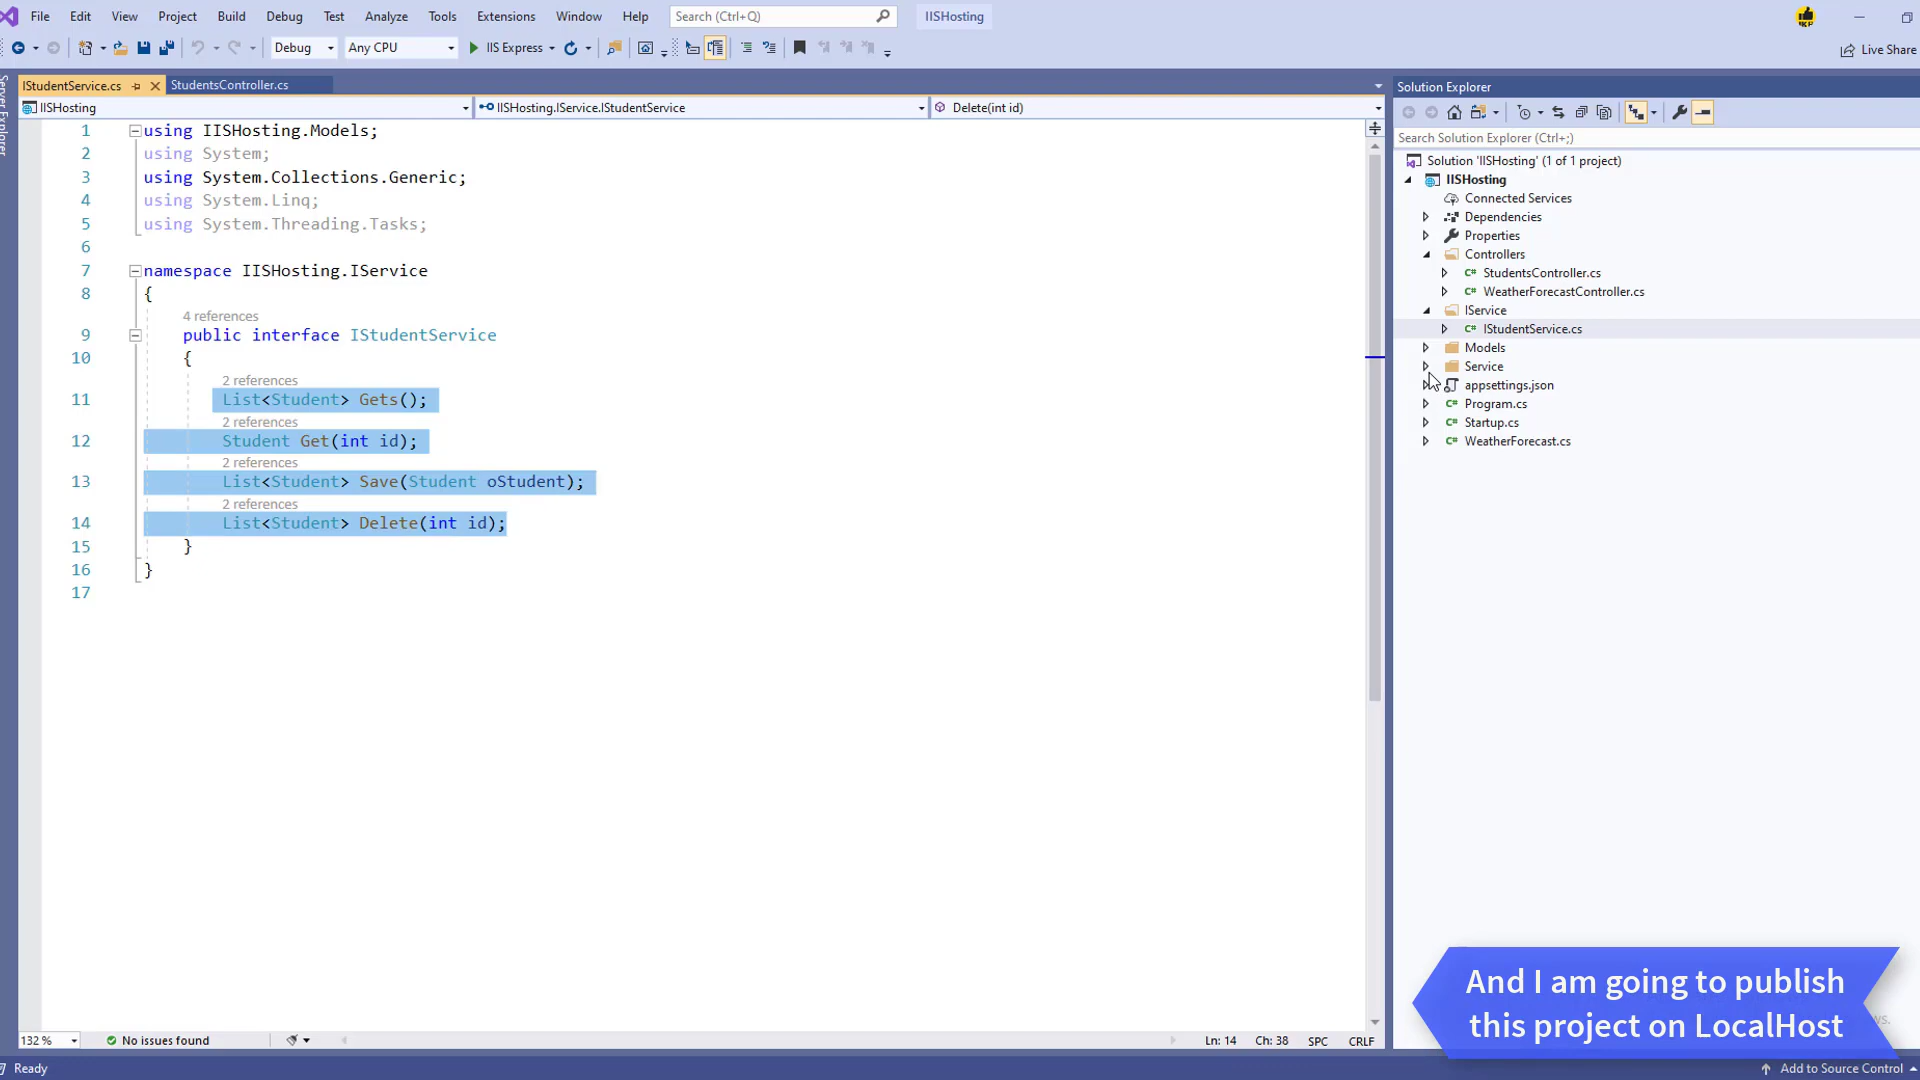 File Edit View Project Build Debug Test Analyze Tools Extensions Window Help Search (Ctrl+Q) IISHosting
Debug Any CPU IIS Express Live Share
Server Explorer
IStudentService.cs StudentsController.cs
IISHosting IISHosting.IService.IStudentService Delete(int id)
1 using IISHosting.Models;
2 using System;
3 using System.Collections.Generic;
4 using System.Linq;
5 using System.Threading.Tasks;
6
7 namespace IISHosting.IService
8 {
4 references
9 public interface IStudentService
10 {
2 references
11 List<Student> Gets();
2 references
12 Student Get(int id);
2 references
13 List<Student> Save(Student oStudent);
2 references
14 List<Student> Delete(int id);
15 }
16 }
17
132 % No issues found Ln: 14 Ch: 38 SPC CRLF
Solution Explorer
Search Solution Explorer (Ctrl+;)
Solution 'IISHosting' (1 of 1 project)
IISHosting
Connected Services
Dependencies
Properties
Controllers
C# StudentsController.cs
C# WeatherForecastController.cs
IService
C# IStudentService.cs
Models
Service
appsettings.json
C# Program.cs
C# Startup.cs
C# WeatherForecast.cs
And I am going to publish
this project on LocalHost
Ready Add to Source Control